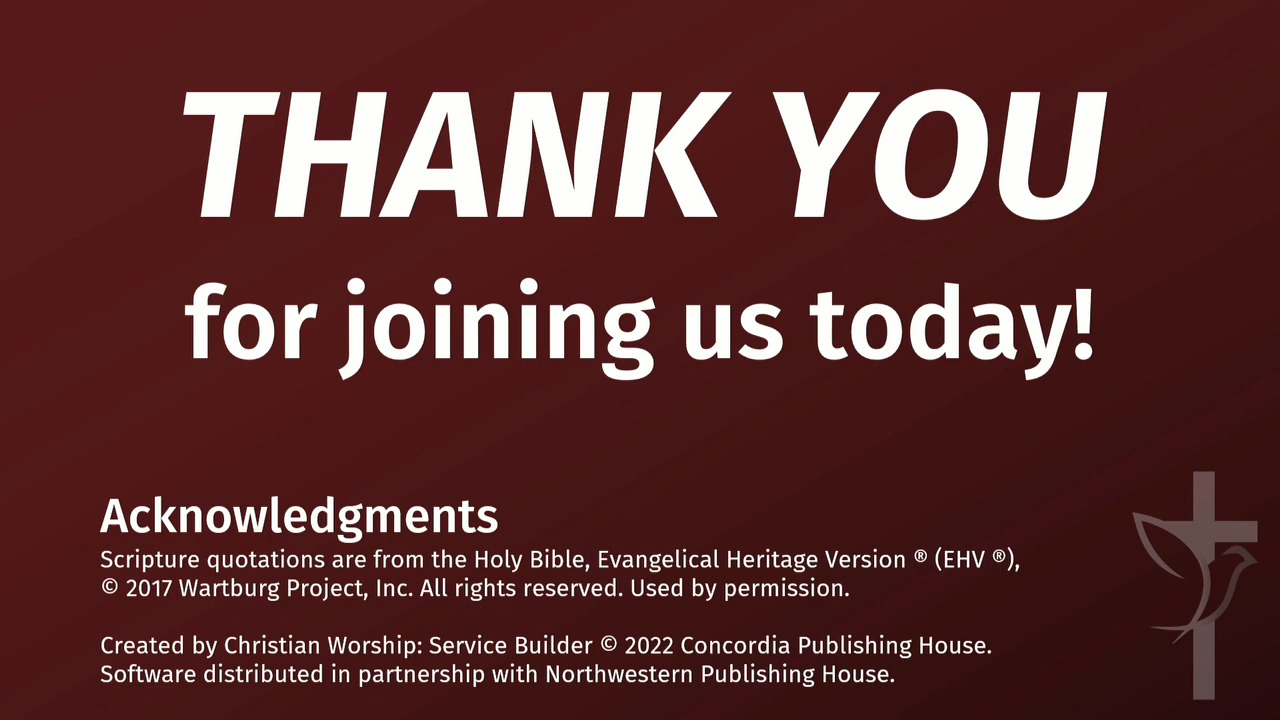 THANK YOU
for joining us today!
Acknowledgments
Scripture quotations are from the Holy Bible, Evangelical Heritage Version ® (EHV ®),
© 2017 Wartburg Project, Inc. All rights reserved. Used by permission.
Created by Christian Worship: Service Builder © 2022 Concordia Publishing House.
Software distributed in partnership with Northwestern Publishing House.